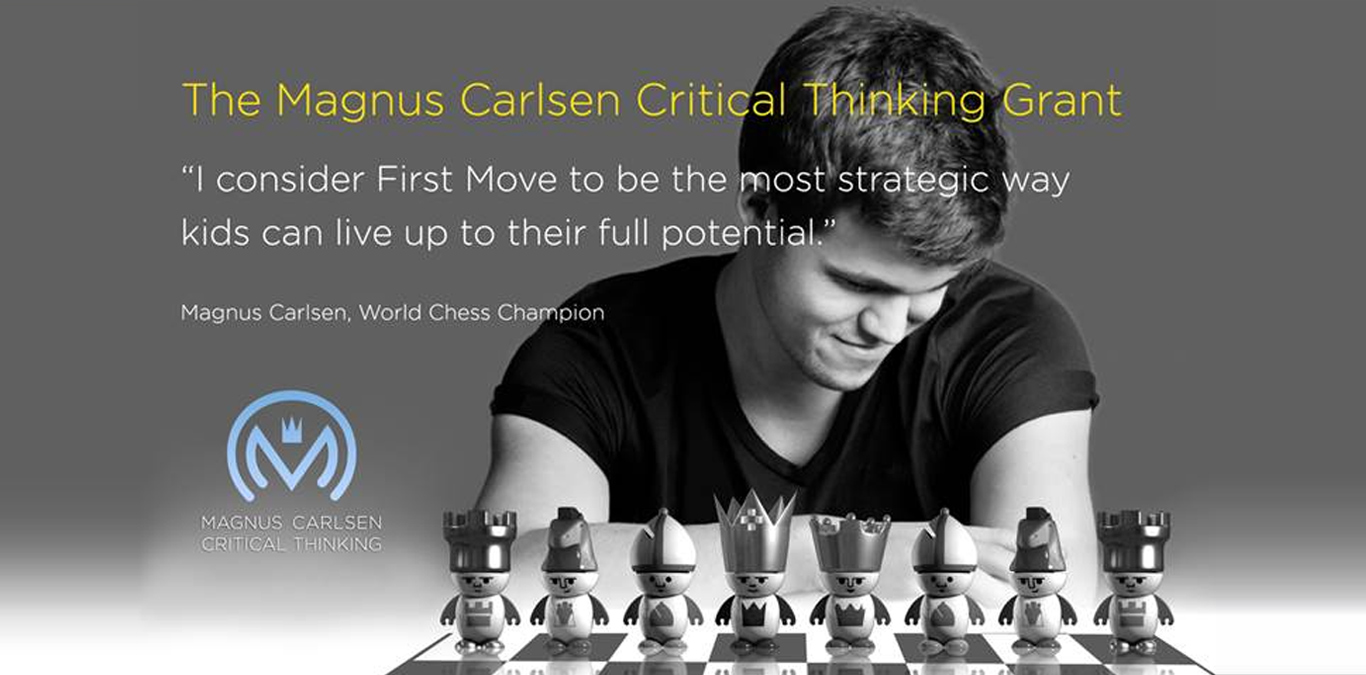 The Magnus Carlsen Critical Thinking Grant
“I consider First Move to be the most strategic way
kids can live up to their full potential.”
Magnus Carlsen, World Chess Champion
MAGNUS CARLSEN
CRITICAL THINKING